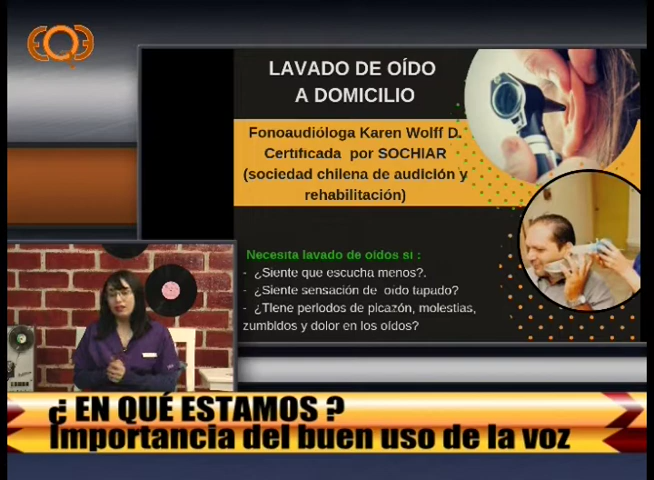 EQE
LAVADO DE OÍDO
A DOMICILIO
Fonoaudióloga Karen Wolff D.
Certificada por SOCHIAR
(sociedad chilena de audición y
rehabilitación)
Necesita lavado de oidos si :
- ¿Siente que escucha menos?.
- ¿Siente sensación de oído tapado?
- ¿Tiene periodos de picazón, molestias,
zumbidos y dolor en los oídos?
¿ EN QUÉ ESTAMOS ?
Importancia del buen uso de la voz